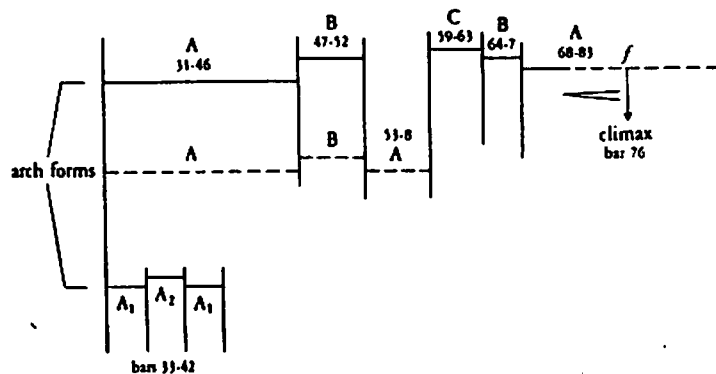 C
B 59-63 B A
A 47-52 64-7 68-83 f
31-46
climax
bar 76
A B 53-8
A
arch forms
A₁ A₂ A₁
bars 33-42